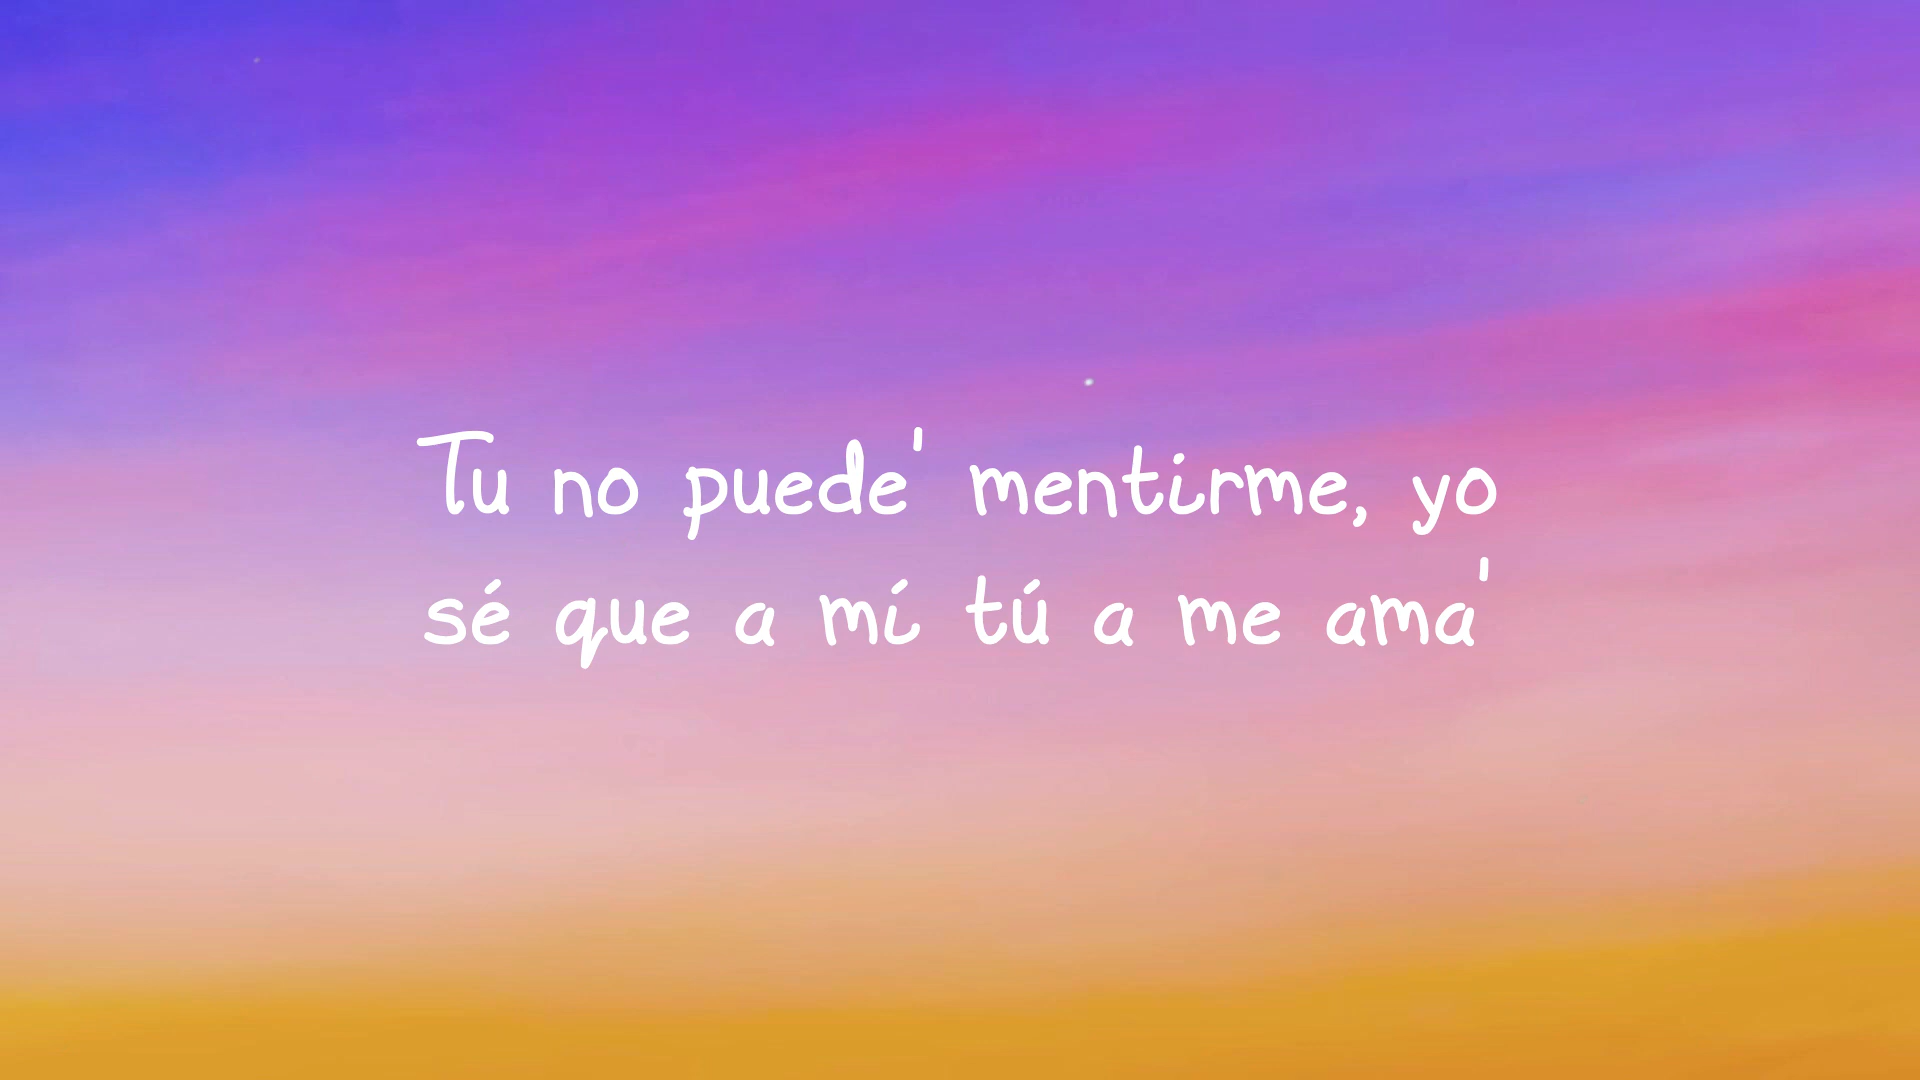 Tu no puede' mentirme, yo
sé que a mí tú a me ama'